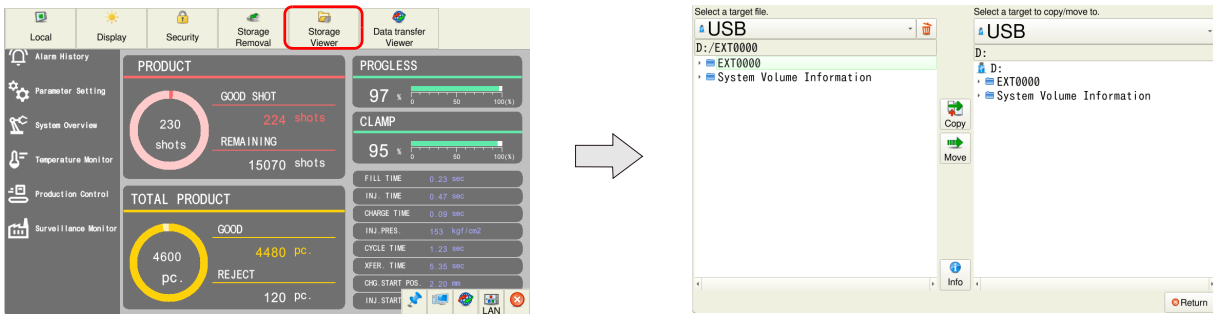 Local
Display
Security
Storage
Removal
Storage
Viewer
Data transfer
Viewer
Alarm History
Parameter Setting
System Overview
Temperature Monitor
Production Control
Surveillance Monitor
PRODUCT
230
shots
GOOD SHOT
224 shots
REMAINING
15070 shots
TOTAL PRODUCT
4600
pc.
GOOD
4480 pc.
REJECT
120 pc.
PROGLESS
97 %
0 50 100(%)
CLAMP
95 %
0 50 100(%)
FILL TIME 0.23 sec
INJ. TIME 0.47 sec
CHARGE TIME 0.09 sec
INJ.PRES. 153 kgf/cm2
CYCLE TIME 1.23 sec
XFER. TIME 5.35 sec
CHG.START POS. 2.20 mm
INJ.START
LAN
Select a target file.
USB
D:/EXT0000
EXT0000
System Volume Information
Copy
Move
Info
Select a target to copy/move to.
USB
D:
D:
EXT0000
System Volume Information
Return